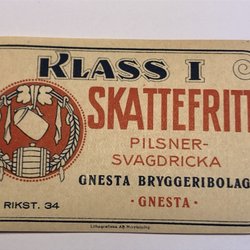 KLASS I
SKATTEFRITT
PILSNER-
SVAGDRICKA
GNESTA BRYGGERIBOLAG
· GNESTA ·
RIKST. 34